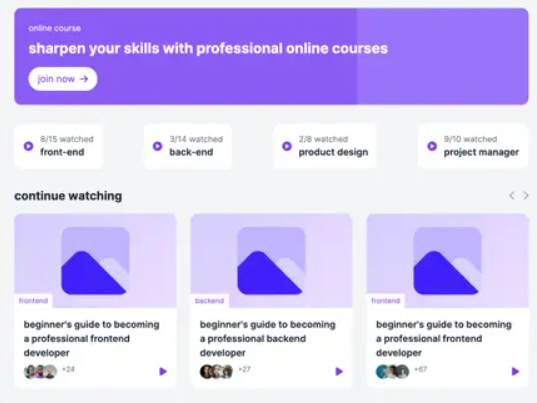 online course
sharpen your skills with professional online courses
join now →
8/15 watched
front-end
3/14 watched
back-end
2/8 watched
product design
9/10 watched
project manager
continue watching
frontend
beginner's guide to becoming
a professional frontend
developer
+24
backend
beginner's guide to becoming
a professional backend
developer
+27
frontend
beginner's guide to becoming
a professional frontend
developer
+67